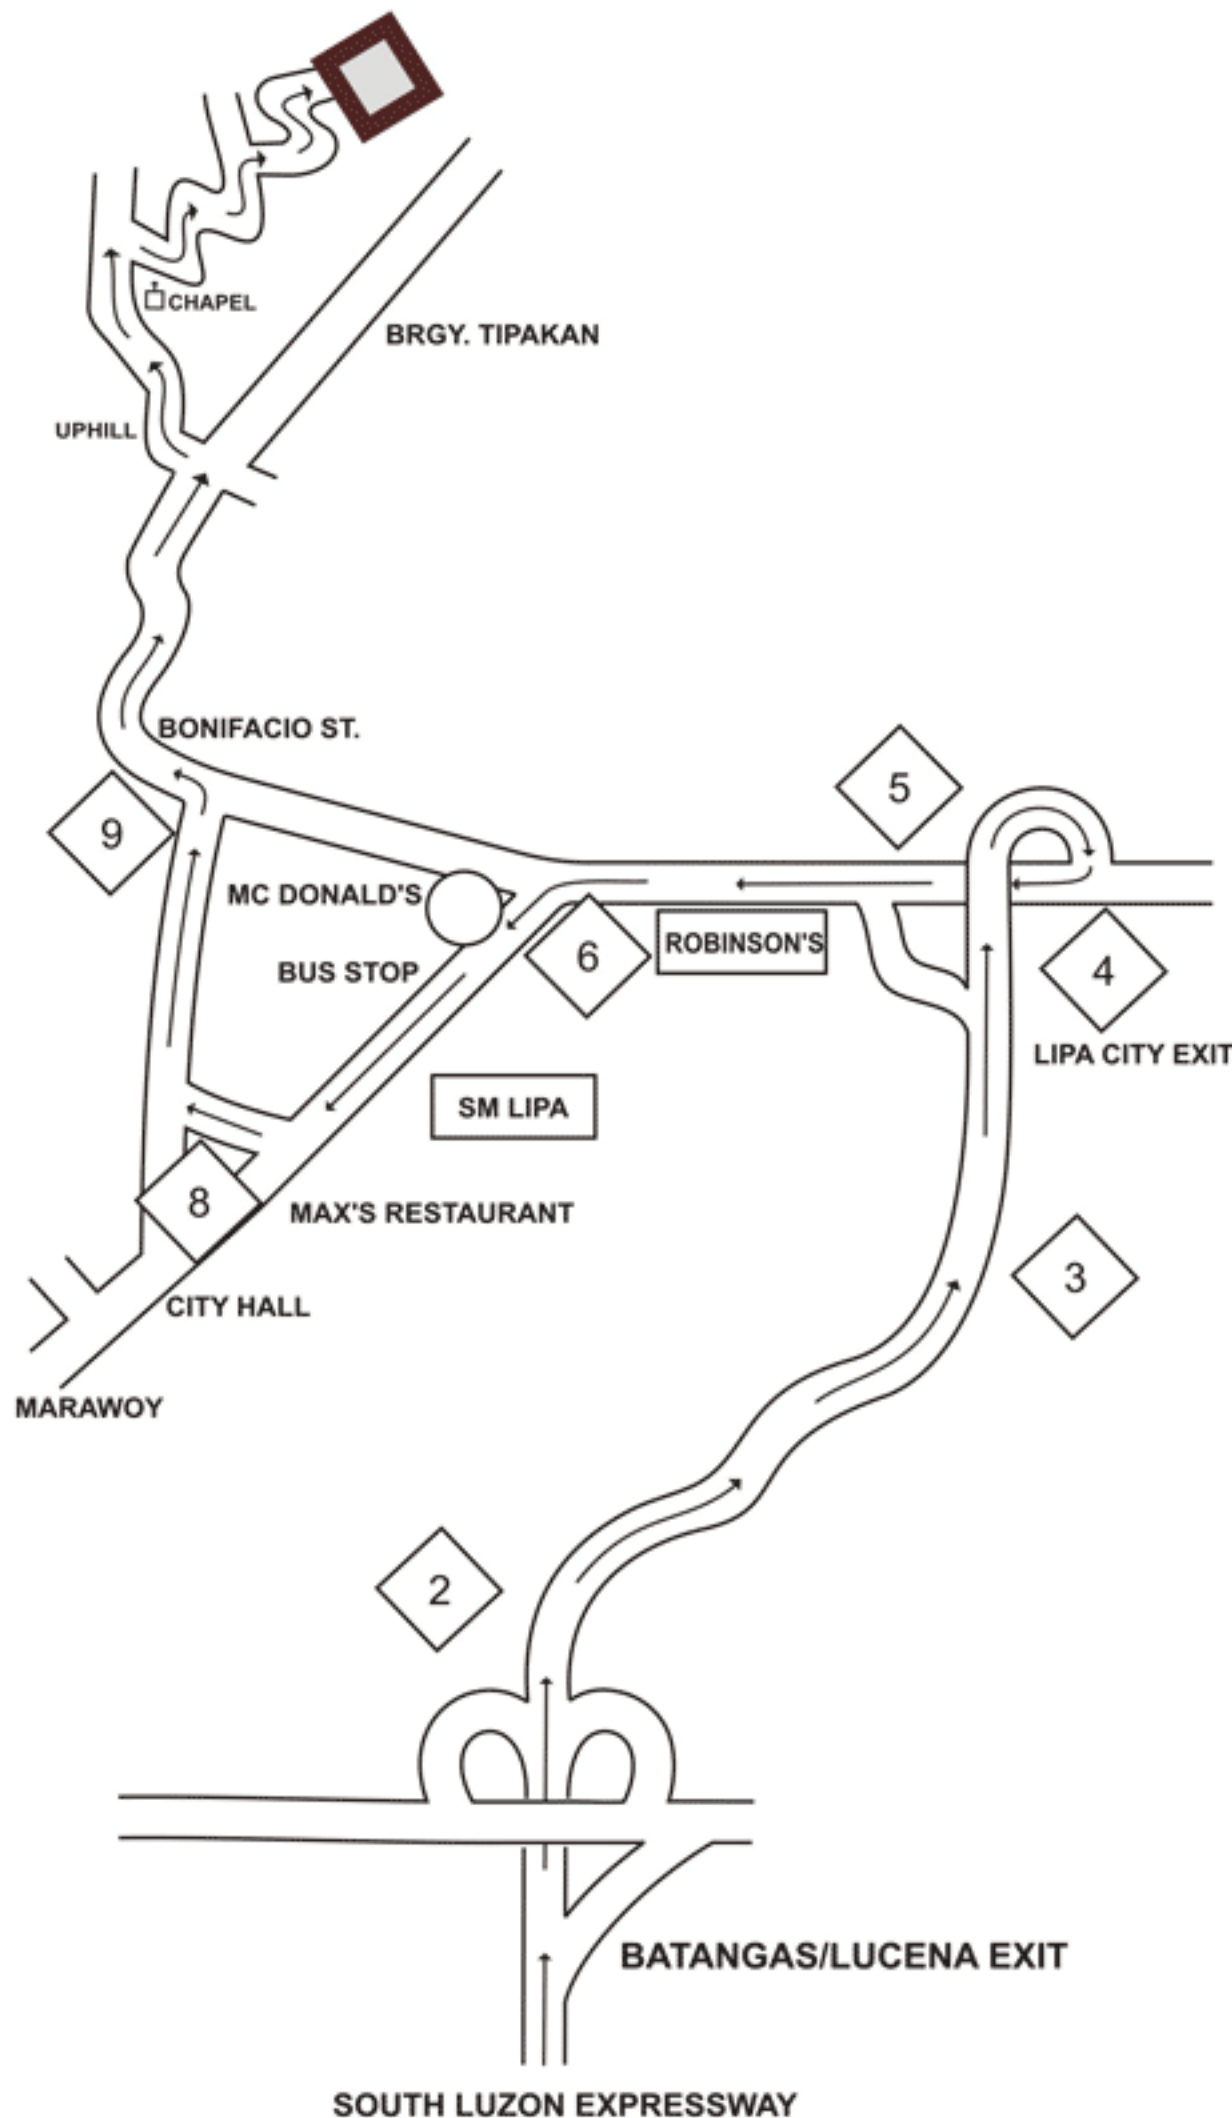 CHAPEL
BRGY. TIPAKAN
UPHILL
BONIFACIO ST.
5
9
MC DONALD'S
ROBINSON'S
6
4
BUS STOP
LIPA CITY EXIT
SM LIPA
8
MAX'S RESTAURANT
3
CITY HALL
MARAWOY
2
BATANGAS/LUCENA EXIT
SOUTH LUZON EXPRESSWAY